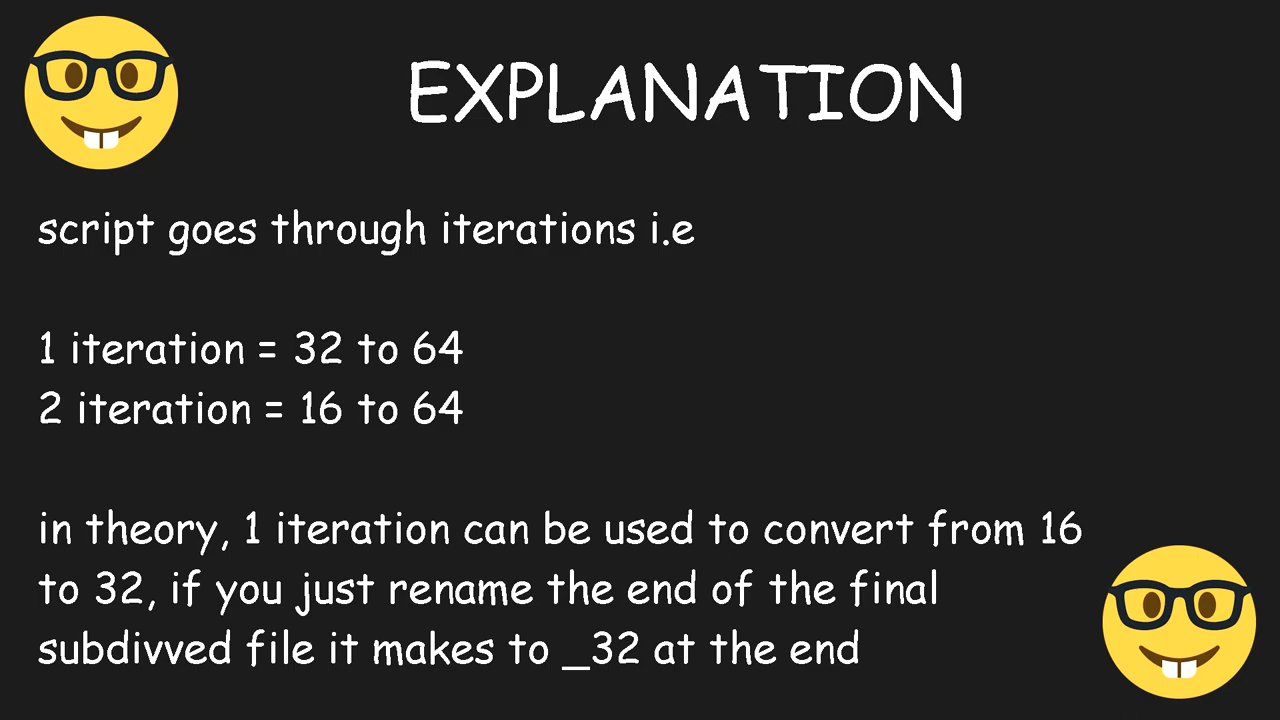 EXPLANATION
script goes through iterations i.e
1 iteration = 32 to 64
2 iteration = 16 to 64
in theory, 1 iteration can be used to convert from 16
to 32, if you just rename the end of the final
subdivved file it makes to _32 at the end